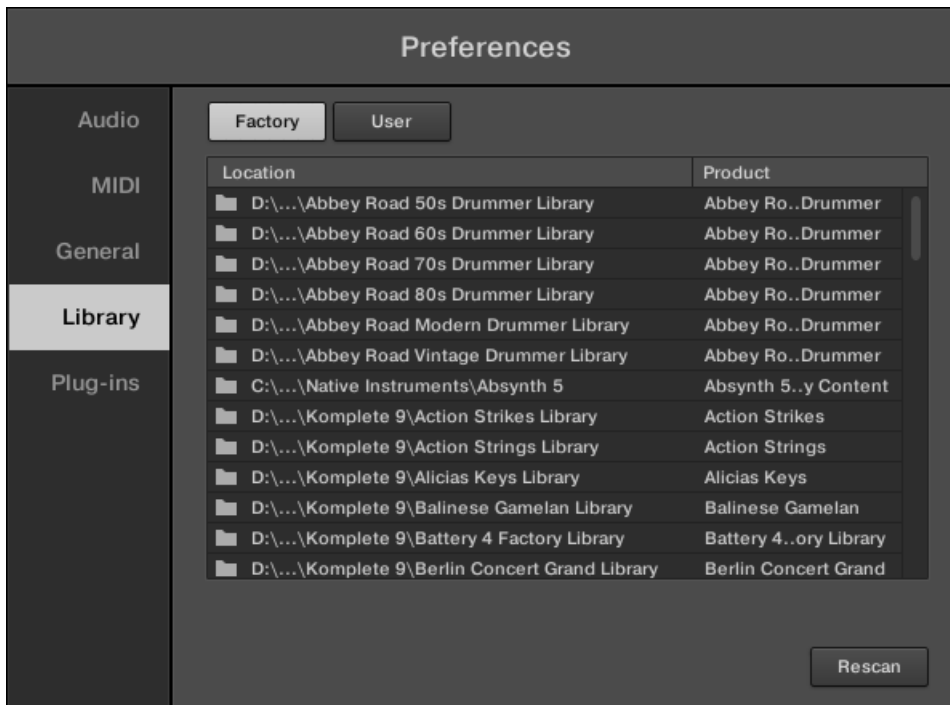 Preferences
Audio
MIDI
General
Library
Plug-ins
Factory User
Location Product
D:\...\Abbey Road 50s Drummer Library Abbey Ro..Drummer
D:\...\Abbey Road 60s Drummer Library Abbey Ro..Drummer
D:\...\Abbey Road 70s Drummer Library Abbey Ro..Drummer
D:\...\Abbey Road 80s Drummer Library Abbey Ro..Drummer
D:\...\Abbey Road Modern Drummer Library Abbey Ro..Drummer
D:\...\Abbey Road Vintage Drummer Library Abbey Ro..Drummer
C:\...\Native Instruments\Absynth 5 Absynth 5..y Content
D:\...\Komplete 9\Action Strikes Library Action Strikes
D:\...\Komplete 9\Action Strings Library Action Strings
D:\...\Komplete 9\Alicias Keys Library Alicias Keys
D:\...\Komplete 9\Balinese Gamelan Library Balinese Gamelan
D:\...\Komplete 9\Battery 4 Factory Library Battery 4..ory Library
D:\...\Komplete 9\Berlin Concert Grand Library Berlin Concert Grand
Rescan